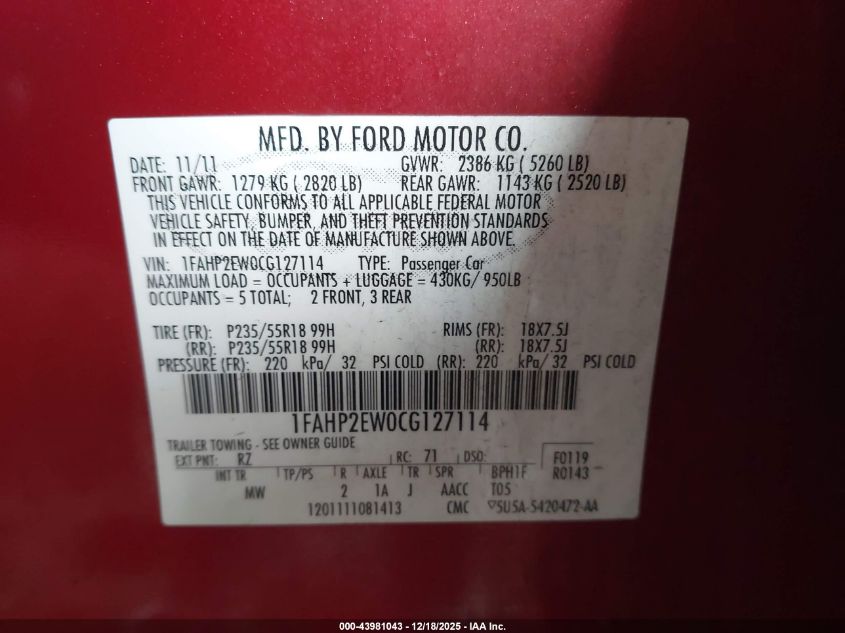 MFD. BY FORD MOTOR CO.
DATE: 11/11 GVWR: 2386 KG ( 5260 LB)
FRONT GAWR: 1279 KG ( 2820 LB) REAR GAWR: 1143 KG ( 2520 LB)
THIS VEHICLE CONFORMS TO ALL APPLICABLE FEDERAL MOTOR
VEHICLE SAFETY, BUMPER, AND THEFT PREVENTION STANDARDS
IN EFFECT ON THE DATE OF MANUFACTURE SHOWN ABOVE.
VIN: 1FAHP2EW0CG127114 TYPE: Passenger Car
MAXIMUM LOAD = OCCUPANTS + LUGGAGE = 430KG/ 950LB
OCCUPANTS = 5 TOTAL; 2 FRONT, 3 REAR
TIRE (FR): P235/55R18 99H RIMS (FR): 18X7.5J
(RR): P235/55R18 99H (RR): 18X7.5J
PRESSURE (FR): 220 kPa/ 32 PSI COLD (RR): 220 kPa/ 32 PSI COLD
1FAHP2EW0CG127114
TRAILER TOWING - SEE OWNER GUIDE
EXT PNT: RZ RC: 71 DSO: F0119
INT TR TP/PS R AXLE TR SPR BPH1F R0143
MW 2 1A J AACC T05
1201111081413 CMC ▽5U5A-5420472-AA
000-43981043 / 12/18/2025 - IAA Inc.